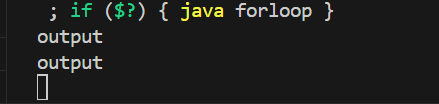 ; if ($?) { java forloop }
output
output